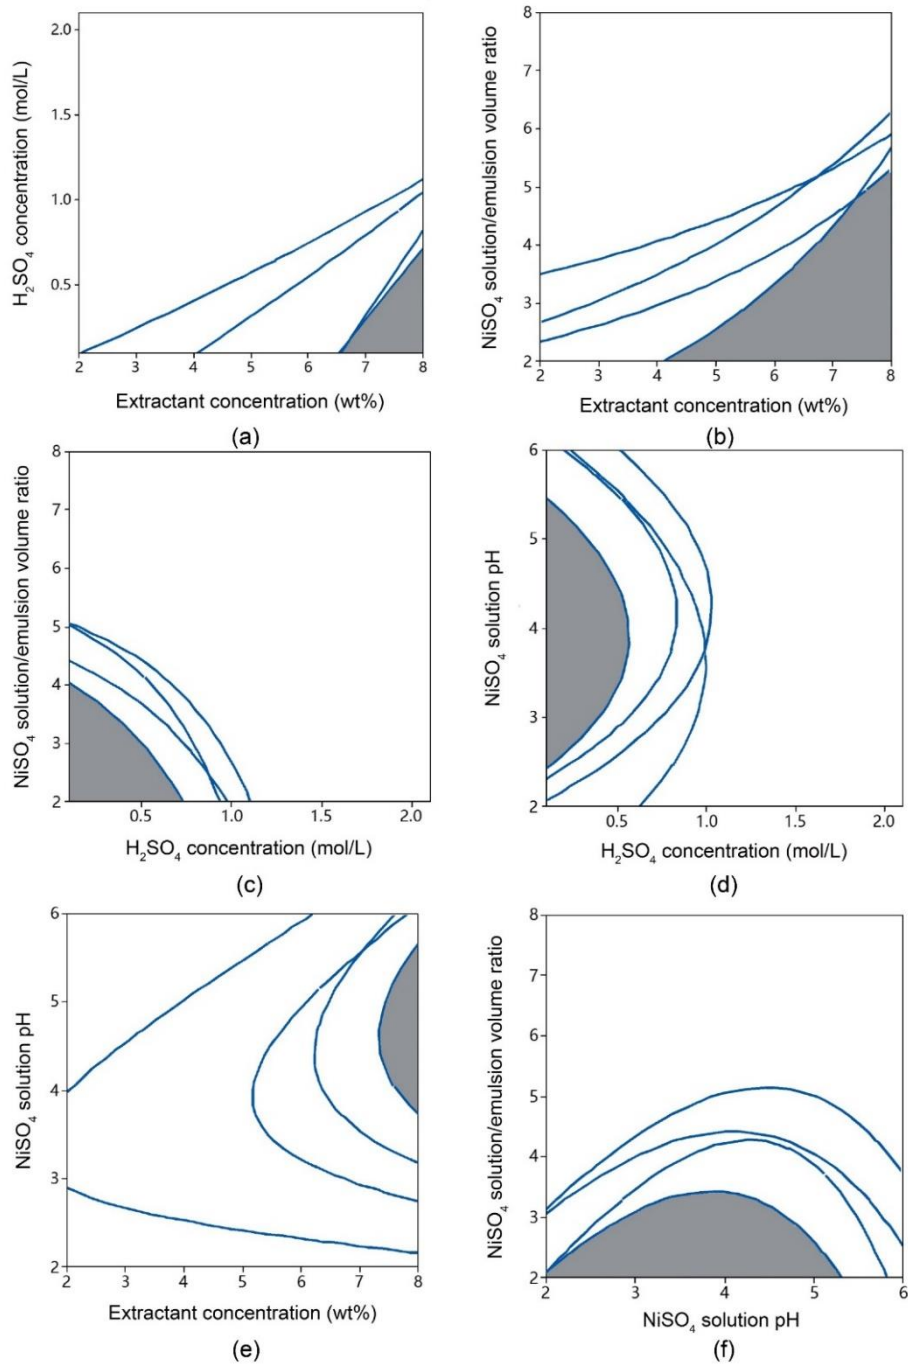 H₂SO₄ concentration (mol/L)
2.0
1.5
1.0
0.5
2 3 4 5 6 7 8
Extractant concentration (wt%)
(a)
NiSO₄ solution/emulsion volume ratio
8
7
6
5
4
3
2
2 3 4 5 6 7 8
Extractant concentration (wt%)
(b)
NiSO₄ solution/emulsion volume ratio
8
7
6
5
4
3
2
0.5 1.0 1.5 2.0
H₂SO₄ concentration (mol/L)
(c)
NiSO₄ solution pH
6
5
4
3
2
0.5 1.0 1.5 2.0
H₂SO₄ concentration (mol/L)
(d)
NiSO₄ solution pH
6
5
4
3
2
2 3 4 5 6 7 8
Extractant concentration (wt%)
(e)
NiSO₄ solution/emulsion volume ratio
8
7
6
5
4
3
2
2 3 4 5 6
NiSO₄ solution pH
(f)